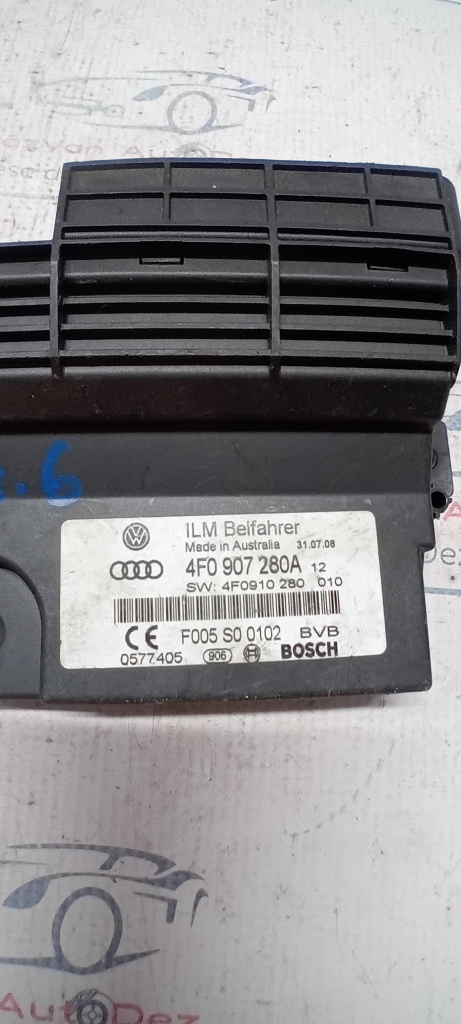 ILM Beifahrer
Made in Australia 31.07.08
4F0 907 280A 12
SW: 4F0910 280 010
CE F005 S0 0102 BVB
0577405 906 BOSCH
AutoDez